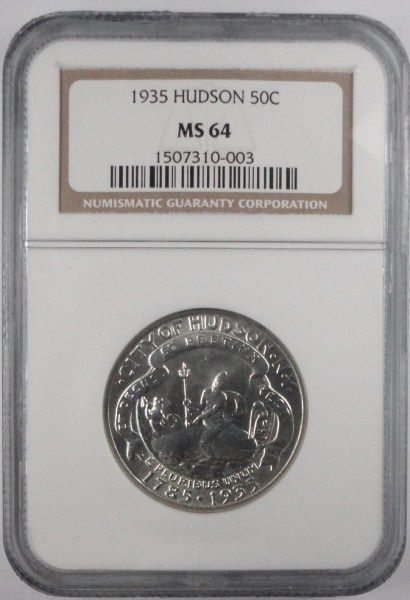 1935 HUDSON 50C
MS 64
1507310-003
NUMISMATIC GUARANTY CORPORATION
CITY OF HUDSON N.Y.
ET DECUS ET PRETIUM RECTI
E PLURIBUS UNUM
1785·1935